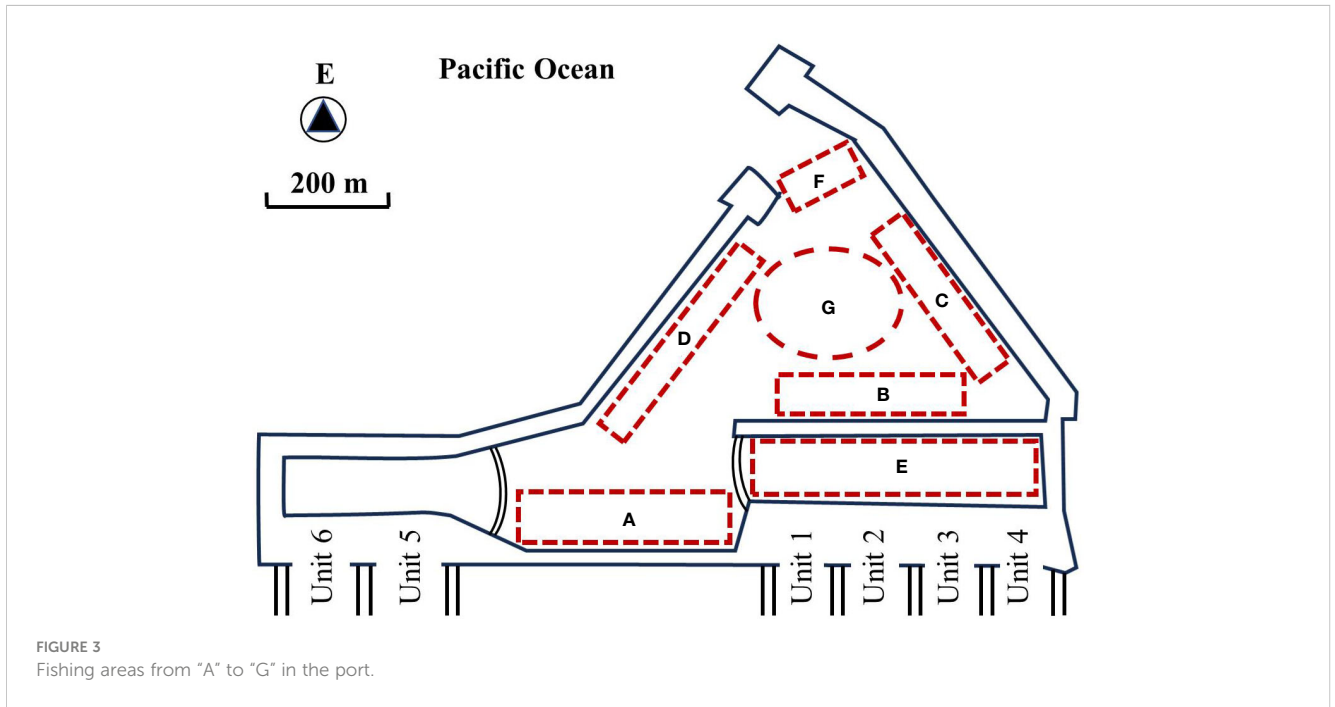 E
Pacific Ocean
200 m
F
G
C
D
B
E
A
Unit 6
Unit 5
Unit 1
Unit 2
Unit 3
Unit 4
FIGURE 3
Fishing areas from “A” to “G” in the port.